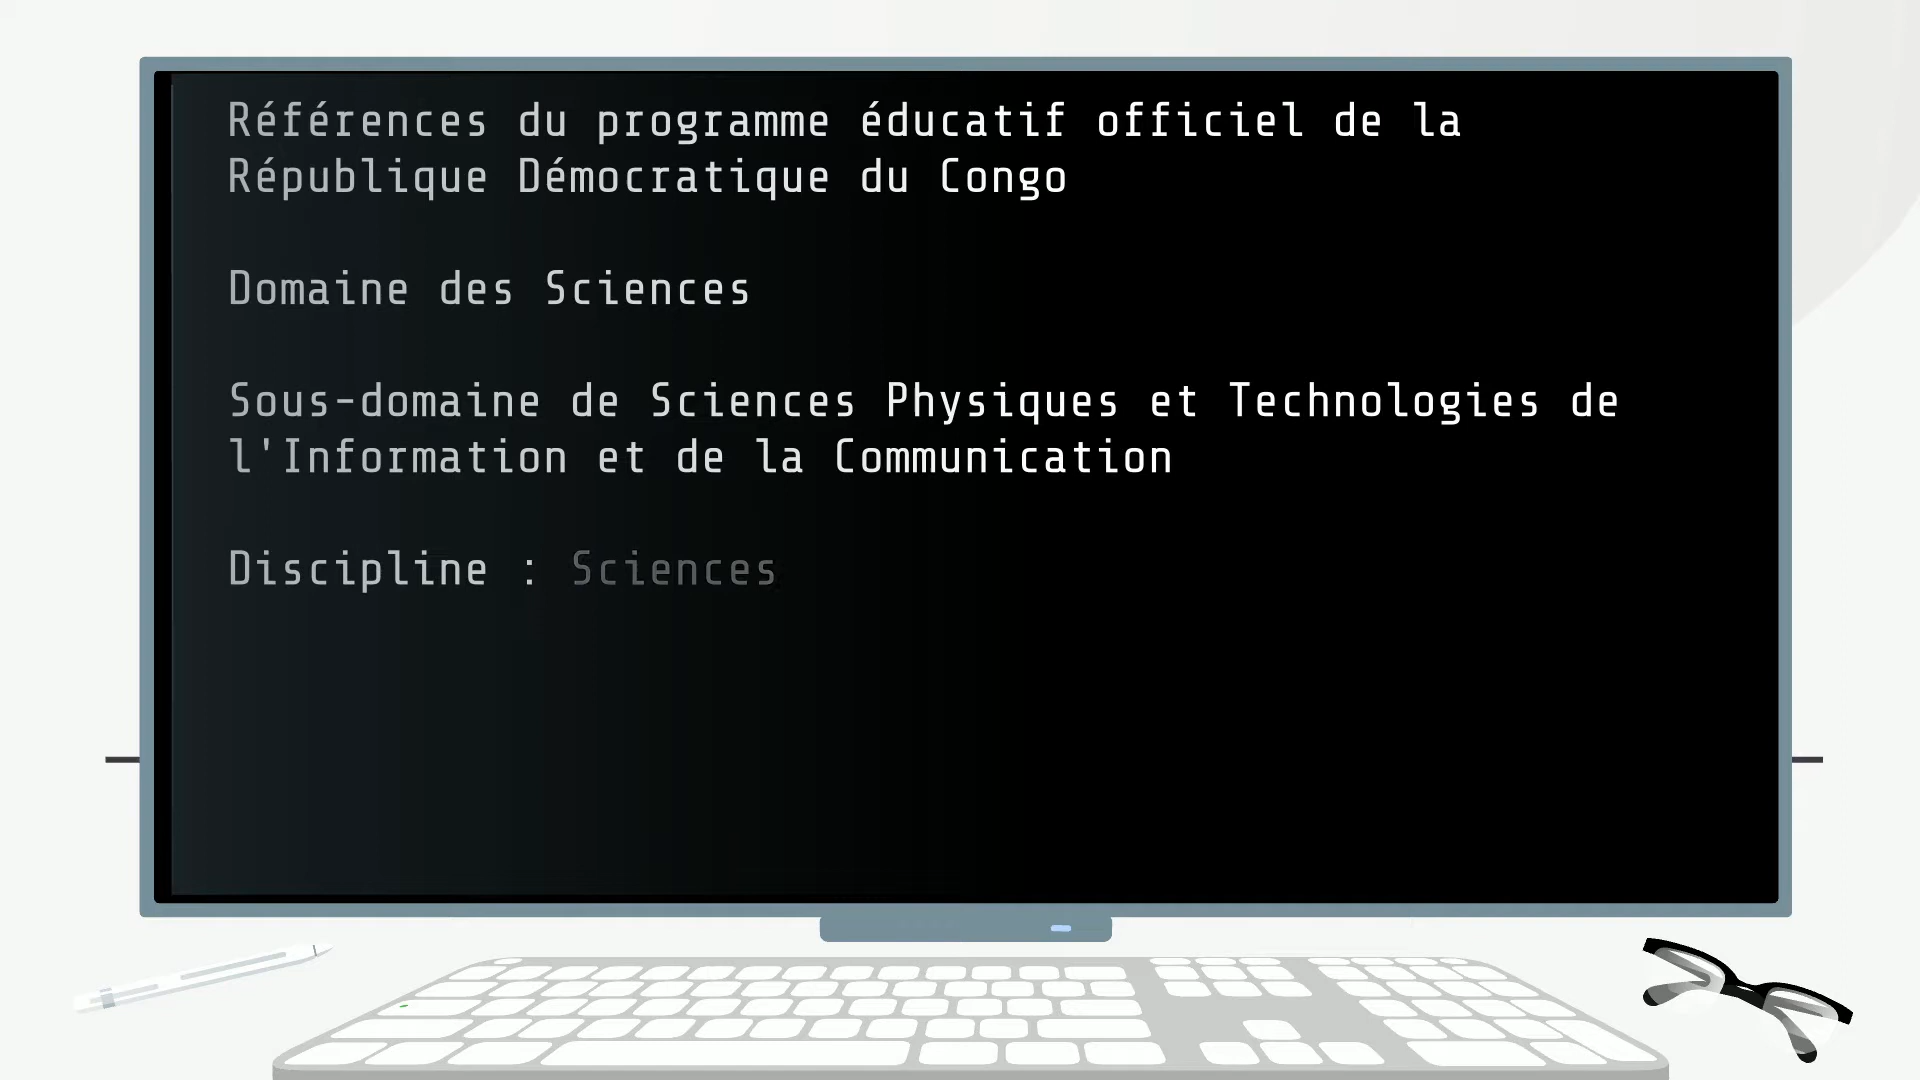 Références du programme éducatif officiel de la
République Démocratique du Congo
Domaine des Sciences
Sous-domaine de Sciences Physiques et Technologies de
l'Information et de la Communication
Discipline : Sciences